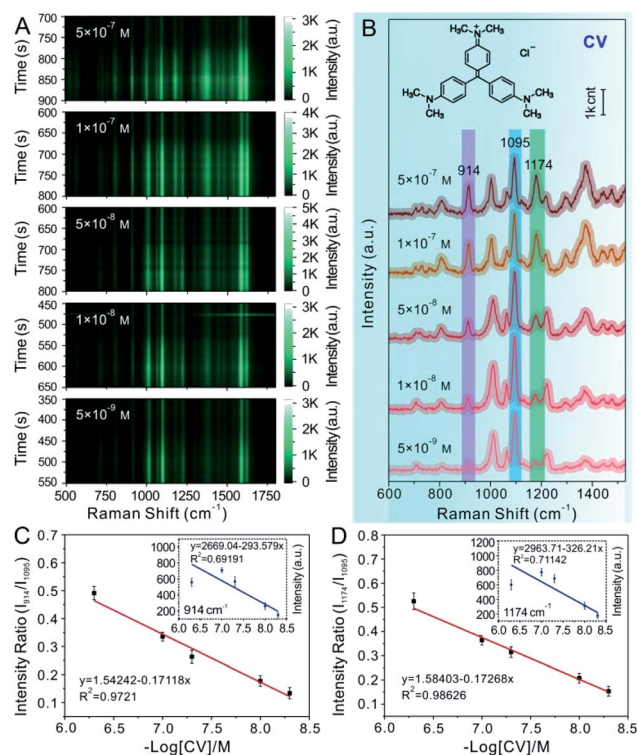 A
5×10⁻⁷ M
700
750
800
850
900
Time (s)
3K
2K
1K
0
Intensity (a.u.)
1×10⁻⁷ M
600
650
700
750
800
Time (s)
4K
3K
2K
1K
0
Intensity (a.u.)
5×10⁻⁸ M
600
650
700
750
800
Time (s)
5K
4K
3K
2K
1K
0
Intensity (a.u.)
1×10⁻⁸ M
450
500
550
600
650
Time (s)
3K
2K
1K
0
Intensity (a.u.)
5×10⁻⁹ M
350
400
450
500
550
Time (s)
3K
2K
1K
0
Intensity (a.u.)
500 750 1000 1250 1500 1750
Raman Shift (cm⁻¹)
B
CV
H₃C N⁺ CH₃
Cl⁻
H₃C N CH₃
N CH₃
CH₃
1k cnt
914
1095
1174
5×10⁻⁷ M
1×10⁻⁷ M
5×10⁻⁸ M
1×10⁻⁸ M
5×10⁻⁹ M
Intensity (a.u.)
600 800 1000 1200 1400
Raman Shift (cm⁻¹)
C
0.7
0.6
0.5
0.4
0.3
0.2
0.1
Intensity Ratio (I₉₁₄/I₁₀₉₅)
1000
800
600
400
200
y=2669.04-293.579x
R²=0.69191
914 cm⁻¹
Intensity (a.u.)
6.0 6.5 7.0 7.5 8.0 8.5
y=1.54242-0.17118x
R²=0.9721
6.0 6.5 7.0 7.5 8.0 8.5
-Log[CV]/M
D
0.8
0.7
0.6
0.5
0.4
0.3
0.2
0.1
Intensity Ratio (I₁₁₇₄/I₁₀₉₅)
1200
1000
800
600
400
200
y=2963.71-326.21x
R²=0.71142
1174 cm⁻¹
Intensity (a.u.)
6.0 6.5 7.0 7.5 8.0 8.5
y=1.58403-0.17268x
R²=0.98626
6.0 6.5 7.0 7.5 8.0 8.5
-Log[CV]/M